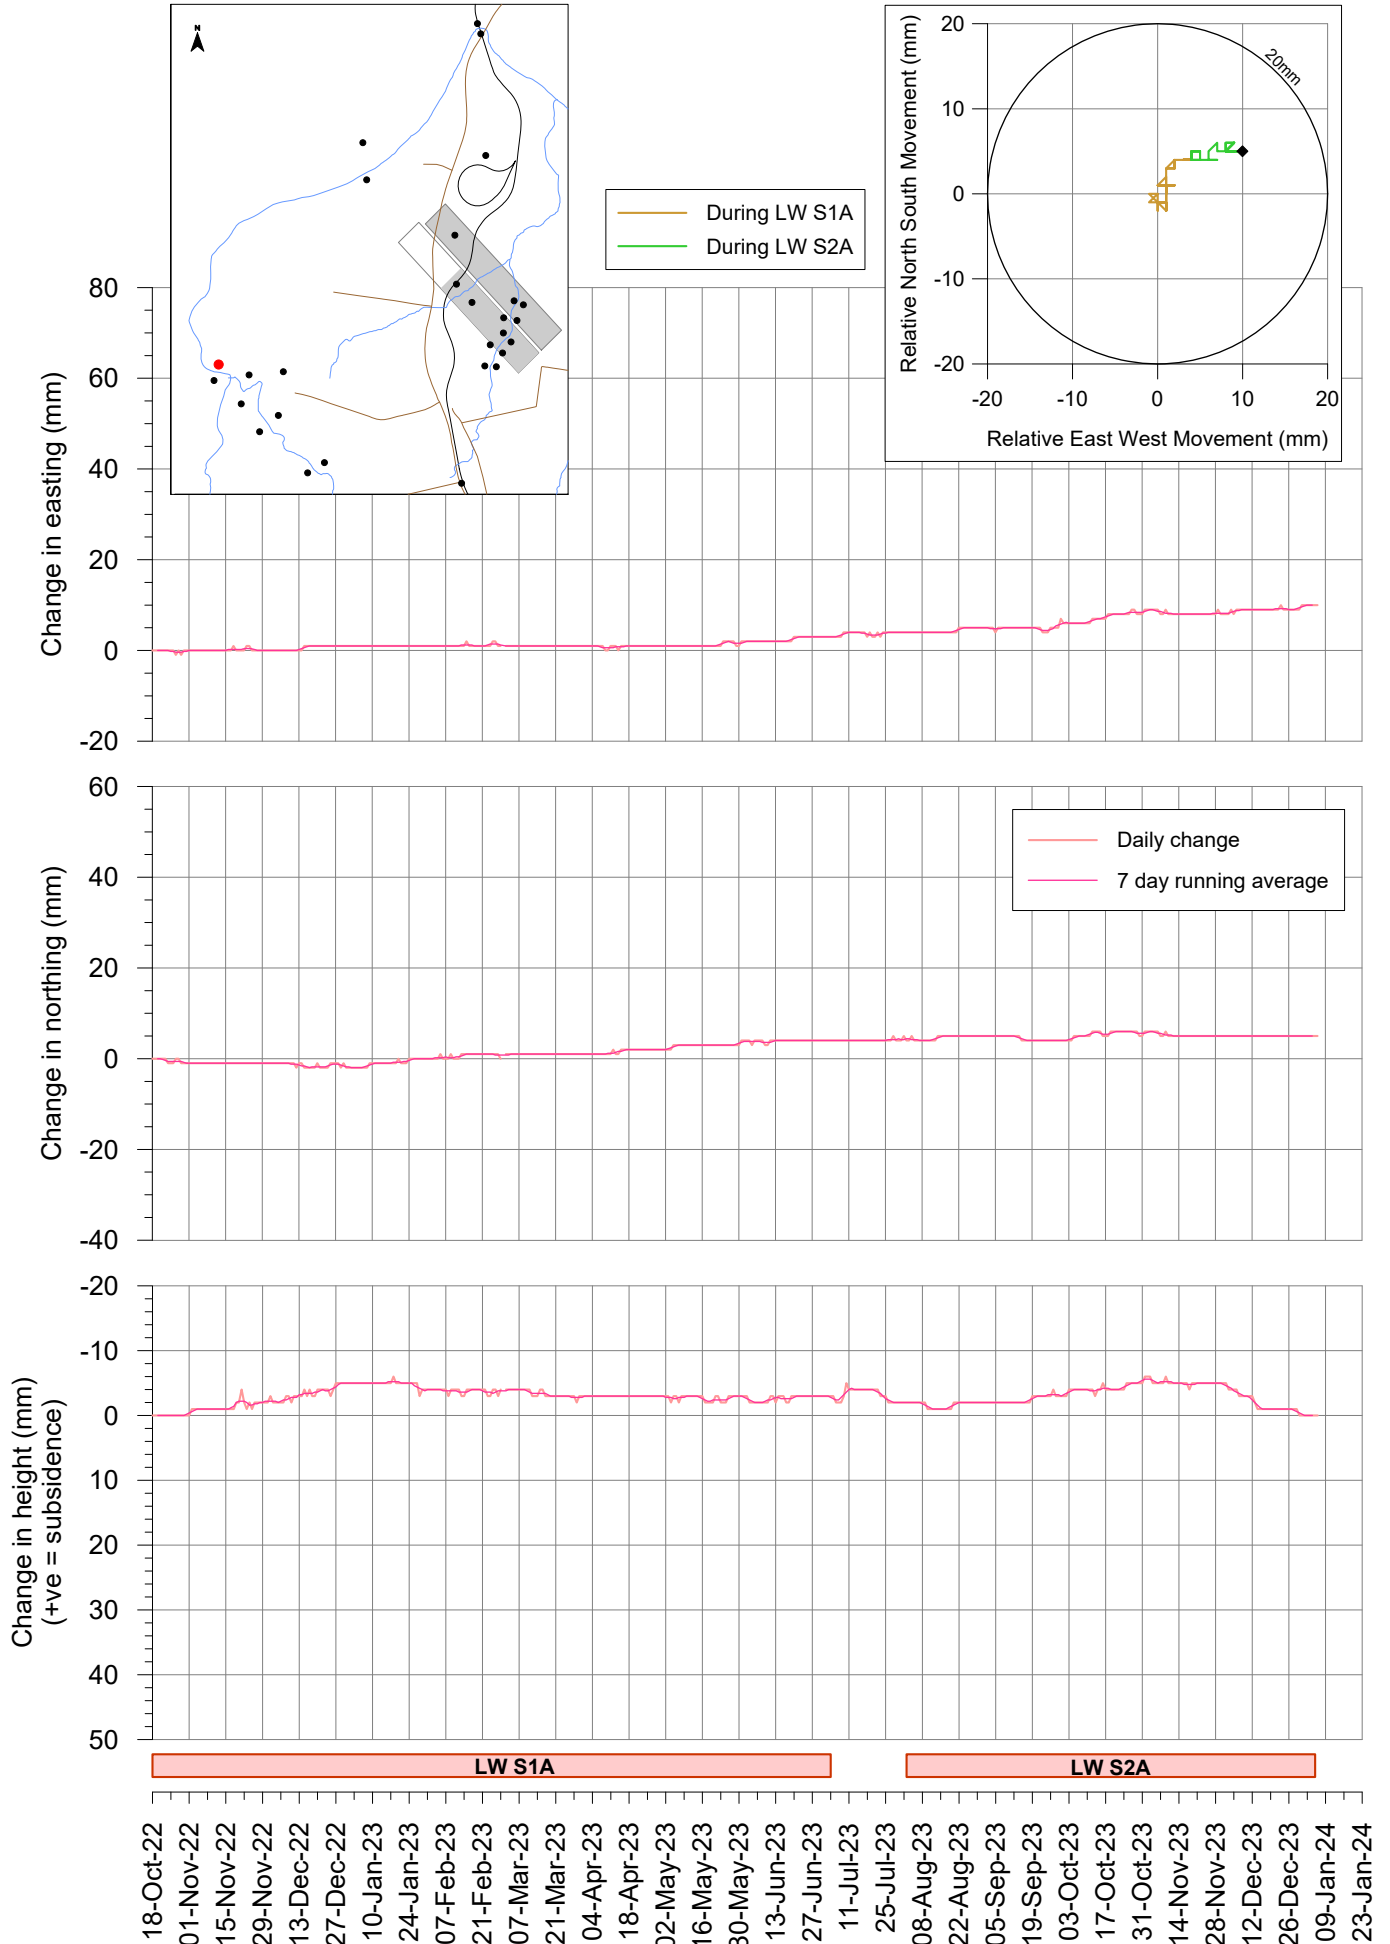 N
20
10
0
-10
-20
-20
-10
0
10
20
20mm
Relative North South Movement (mm)
Relative East West Movement (mm)
During LW S1A
During LW S2A
80
60
40
20
0
-20
Change in easting (mm)
60
40
20
0
-20
-40
Change in northing (mm)
Daily change
7 day running average
-20
-10
0
10
20
30
40
50
Change in height (mm)
(+ve = subsidence)
LW S1A
LW S2A
18-Oct-22
01-Nov-22
15-Nov-22
29-Nov-22
13-Dec-22
27-Dec-22
10-Jan-23
24-Jan-23
07-Feb-23
21-Feb-23
07-Mar-23
21-Mar-23
04-Apr-23
18-Apr-23
02-May-23
16-May-23
30-May-23
13-Jun-23
27-Jun-23
11-Jul-23
25-Jul-23
08-Aug-23
22-Aug-23
05-Sep-23
19-Sep-23
03-Oct-23
17-Oct-23
31-Oct-23
14-Nov-23
28-Nov-23
12-Dec-23
26-Dec-23
09-Jan-24
23-Jan-24